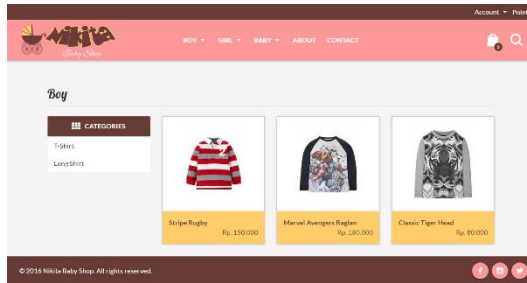 Account Point
Nikita
Baby Shop
BOY GIRL BABY ABOUT CONTACT
0
Boy
CATEGORIES
T-Shirt
Long Shirt
Stripe Rugby
Rp. 150.000
Marvel Avengers Raglan
Rp. 180.000
Classic Tiger Head
Rp. 80.000
© 2016 Nikita Baby Shop. All rights reserved.